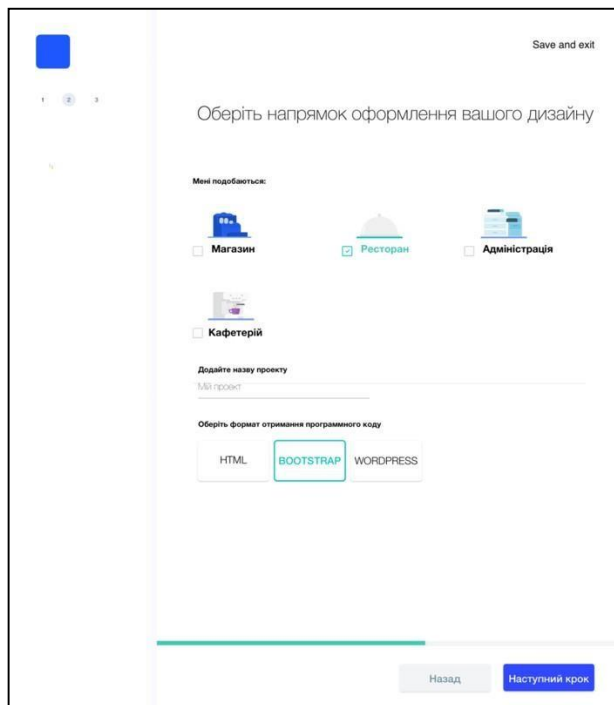 Save and exit
1 2 3
Оберіть напрямок оформлення вашого дизайну
Мені подобаються:
Магазин
Ресторан
Адміністрація
Кафетерій
Додайте назву проекту
Мій проект
Оберіть формат отримання программного коду
HTML
BOOTSTRAP
WORDPRESS
Назад
Наступний крок